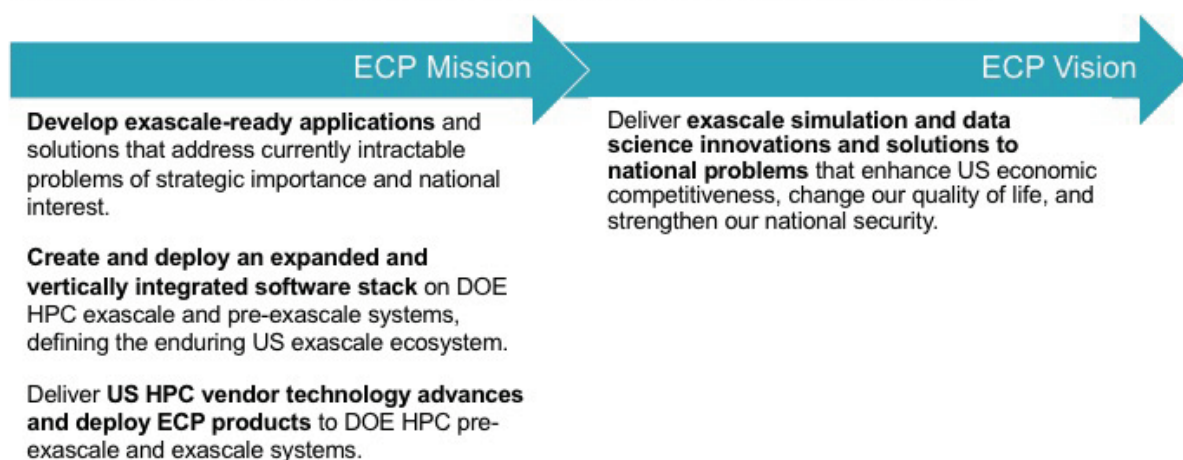 ECP Mission
Develop exascale-ready applications and
solutions that address currently intractable
problems of strategic importance and national
interest.
Create and deploy an expanded and
vertically integrated software stack on DOE
HPC exascale and pre-exascale systems,
defining the enduring US exascale ecosystem.
Deliver US HPC vendor technology advances
and deploy ECP products to DOE HPC pre-
exascale and exascale systems.
ECP Vision
Deliver exascale simulation and data
science innovations and solutions to
national problems that enhance US economic
competitiveness, change our quality of life, and
strengthen our national security.